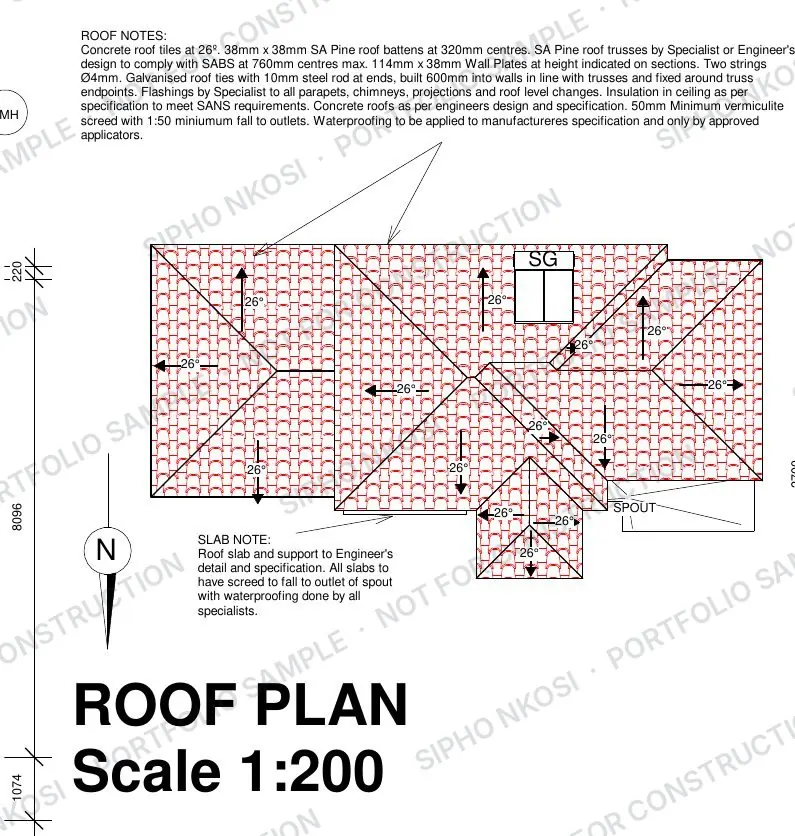 ROOF NOTES:
Concrete roof tiles at 26º. 38mm x 38mm SA Pine roof battens at 320mm centres. SA Pine roof trusses by Specialist or Engineer's
design to comply with SABS at 760mm centres max. 114mm x 38mm Wall Plates at height indicated on sections. Two strings
Ø4mm. Galvanised roof ties with 10mm steel rod at ends, built 600mm into walls in line with trusses and fixed around truss
endpoints. Flashings by Specialist to all parapets, chimneys, projections and roof level changes. Insulation in ceiling as per
specification to meet SANS requirements. Concrete roofs as per engineers design and specification. 50mm Minimum vermiculite
screed with 1:50 miniumum fall to outlets. Waterproofing to be applied to manufactureres specification and only by approved
applicators.
MH
220
SG
26°
26°
26°
26°
26°
26°
26°
26°
26°
26°
26°
26°
26°
26°
SPOUT
8096
N
SLAB NOTE:
Roof slab and support to Engineer's
detail and specification. All slabs to
have screed to fall to outlet of spout
with waterproofing done by all
specialists.
ROOF PLAN
Scale 1:200
1074
SIPHO NKOSI · PORTFOLIO SAMPLE · NOT FOR CONSTRUCTION